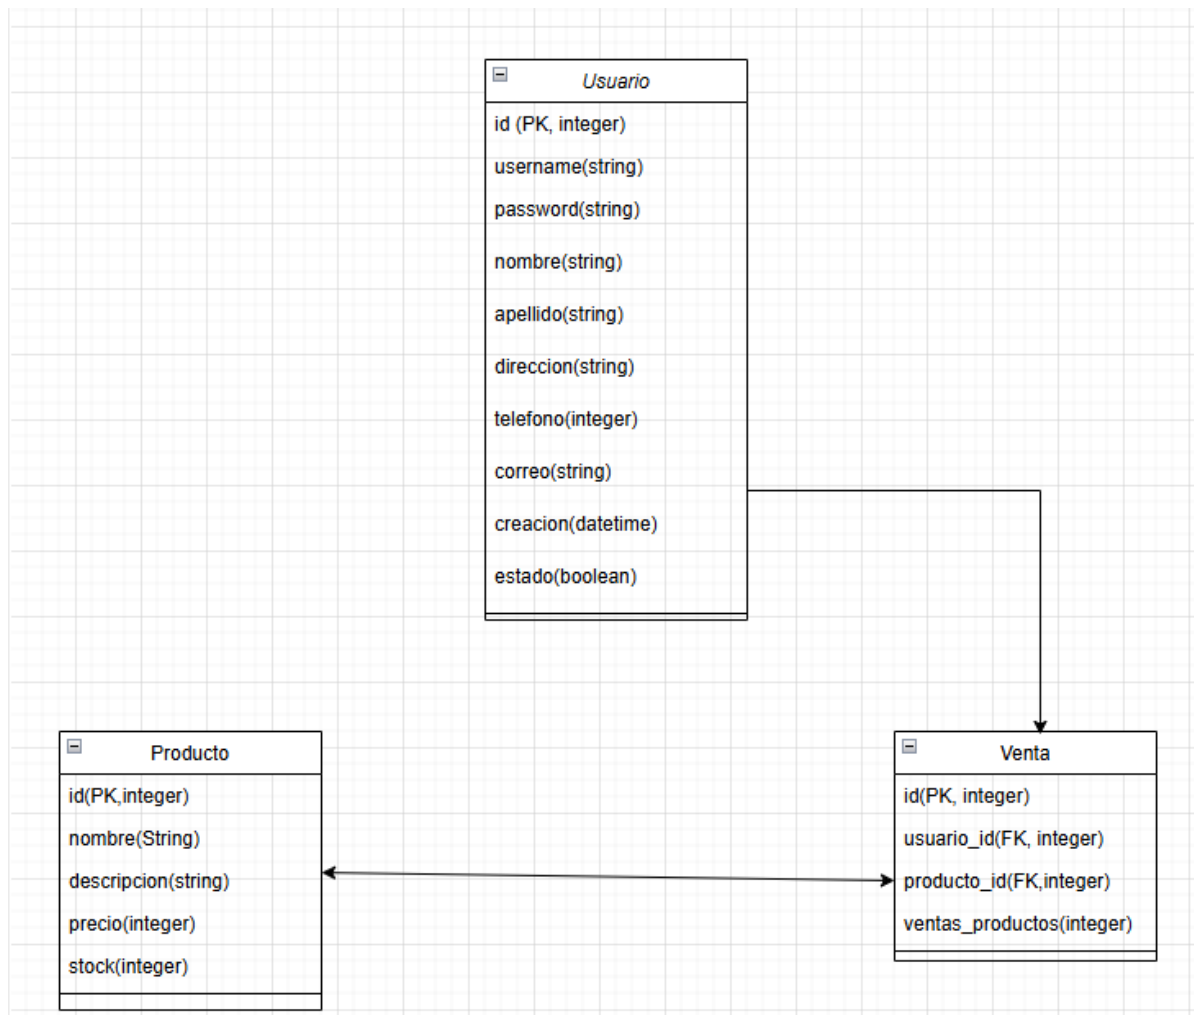 Usuario
id (PK, integer)
username(string)
password(string)
nombre(string)
apellido(string)
direccion(string)
telefono(integer)
correo(string)
creacion(datetime)
estado(boolean)
Producto
id(PK,integer)
nombre(String)
descripcion(string)
precio(integer)
stock(integer)
Venta
id(PK, integer)
usuario_id(FK, integer)
producto_id(FK,integer)
ventas_productos(integer)